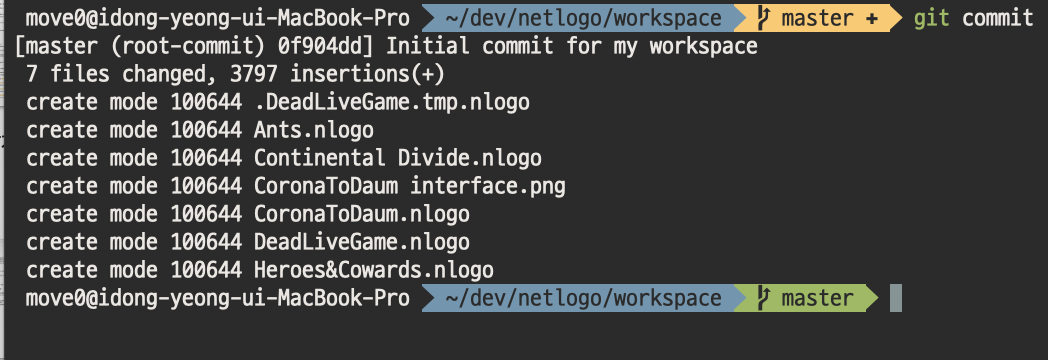 move0@idong-yeong-ui-MacBook-Pro ~/dev/netlogo/workspace master + git commit
[master (root-commit) 0f904dd] Initial commit for my workspace
7 files changed, 3797 insertions(+)
create mode 100644 .DeadLiveGame.tmp.nlogo
create mode 100644 Ants.nlogo
create mode 100644 Continental Divide.nlogo
create mode 100644 CoronaToDaum interface.png
create mode 100644 CoronaToDaum.nlogo
create mode 100644 DeadLiveGame.nlogo
create mode 100644 Heroes&Cowards.nlogo
move0@idong-yeong-ui-MacBook-Pro ~/dev/netlogo/workspace master